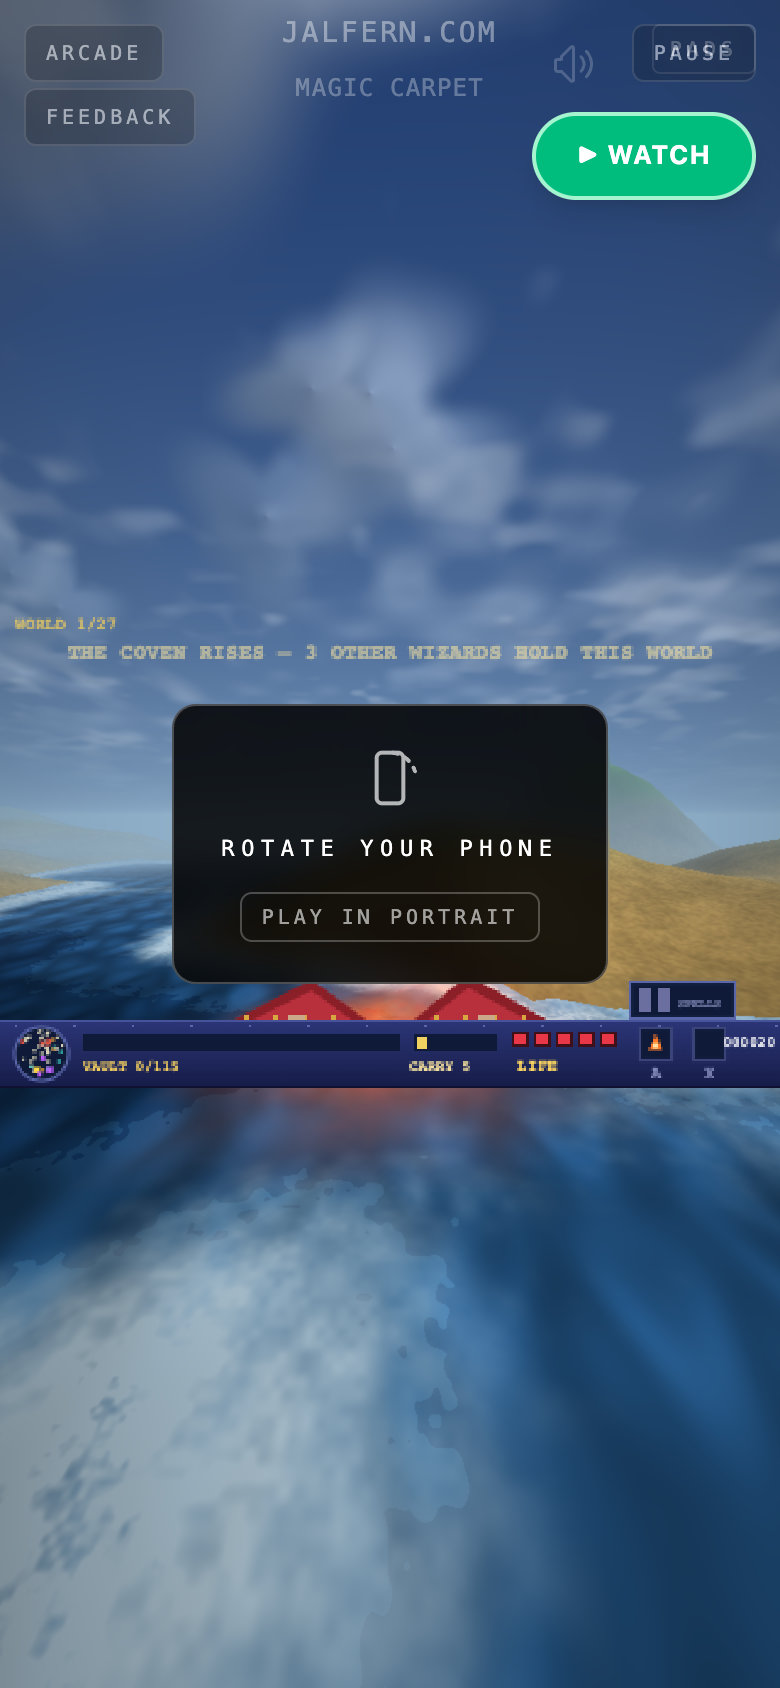 JALFERN.COM
ARCADE
PAUSE
MAGIC CARPET
FEEDBACK
WATCH
WORLD 1/27
THE COVEN RISES — 3 OTHER WIZARDS HOLD THIS WORLD
ROTATE YOUR PHONE
PLAY IN PORTRAIT
000020
VAULT 0/115
CARRY 5
LIFE
A
X